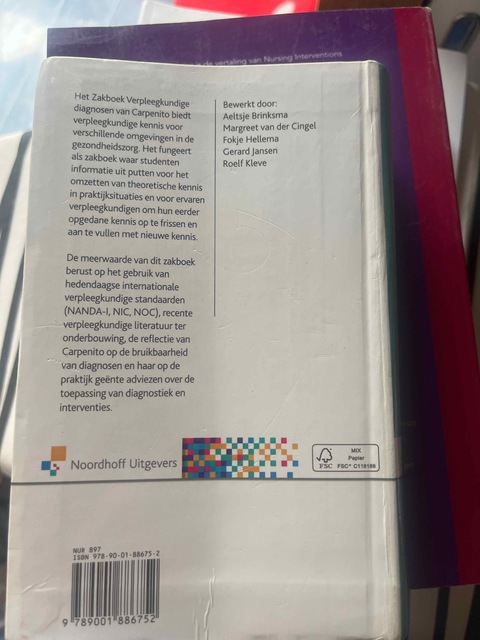 de vertaling van Nursing Interventions
Het Zakboek Verpleegkundige
diagnosen van Carpenito biedt
verpleegkundige kennis voor
verschillende omgevingen in de
gezondheidszorg. Het fungeert
als zakboek waar studenten
informatie uit putten voor het
omzetten van theoretische kennis
in praktijksituaties en voor ervaren
verpleegkundigen om hun eerder
opgedane kennis op te frissen en
aan te vullen met nieuwe kennis.
De meerwaarde van dit zakboek
berust op het gebruik van
hedendaagse internationale
verpleegkundige standaarden
(NANDA-I, NIC, NOC), recente
verpleegkundige literatuur ter
onderbouwing, de reflectie van
Carpenito op de bruikbaarheid
van diagnosen en haar op de
praktijk geënte adviezen over de
toepassing van diagnostiek en
interventies.
Bewerkt door:
Aeltsje Brinksma
Margreet van der Cingel
Fokje Hellema
Gerard Jansen
Roelf Kleve
Noordhoff Uitgevers
FSC
MIX
Papier
FSC® C118188
NUR 897
ISBN 978-90-01-88675-2
9 789001 886752